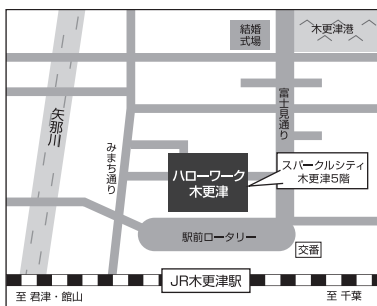 結婚
式場
木更津港
富士見通り
矢那川
みまち通り
ハローワーク
木更津
スパークルシティ
木更津5階
駅前ロータリー
交番
JR木更津駅
至 君津・館山
至 千葉